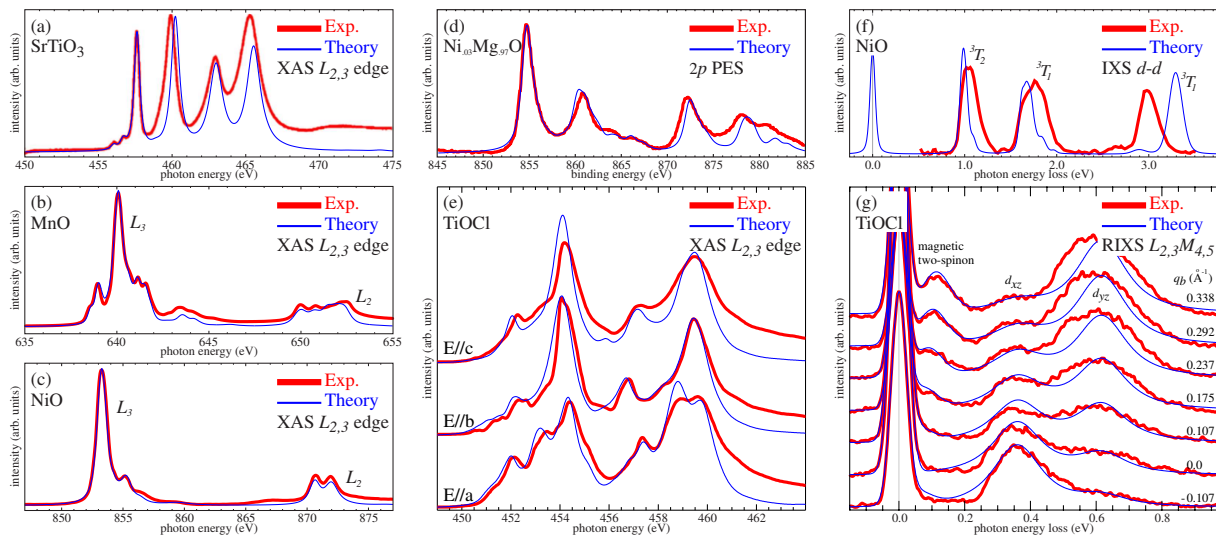 (a)
SrTiO3
Exp.
Theory
XAS L2,3 edge
intensity (arb. units)
450 455 460 465 470 475
photon energy (eV)
(b)
MnO
L3
Exp.
Theory
XAS L2,3 edge
L2
intensity (arb. units)
635 640 645 650 655
photon energy (eV)
(c)
NiO
L3
Exp.
Theory
XAS L2,3 edge
L2
intensity (arb. units)
850 855 860 865 870 875
photon energy (eV)
(d)
Ni.03Mg.97O
Exp.
Theory
2p PES
intensity (arb. units)
845 850 855 860 865 870 875 880 885
binding energy (eV)
(e)
TiOCl
Exp.
Theory
XAS L2,3 edge
E//c
E//b
E//a
intensity (arb. units)
450 452 454 456 458 460 462
photon energy (eV)
(f)
NiO
Exp.
Theory
IXS d-d
3T2
3T1
3T1
intensity (arb. units)
0.0 1.0 2.0 3.0
photon energy loss (eV)
(g)
TiOCl
Exp.
Theory
RIXS L2,3M4,5
magnetic
two-spinon
dxz
dyz
qb (Å-1)
0.338
0.292
0.237
0.175
0.107
0.0
-0.107
intensity (arb. units)
0.0 0.2 0.4 0.6 0.8
photon energy loss (eV)